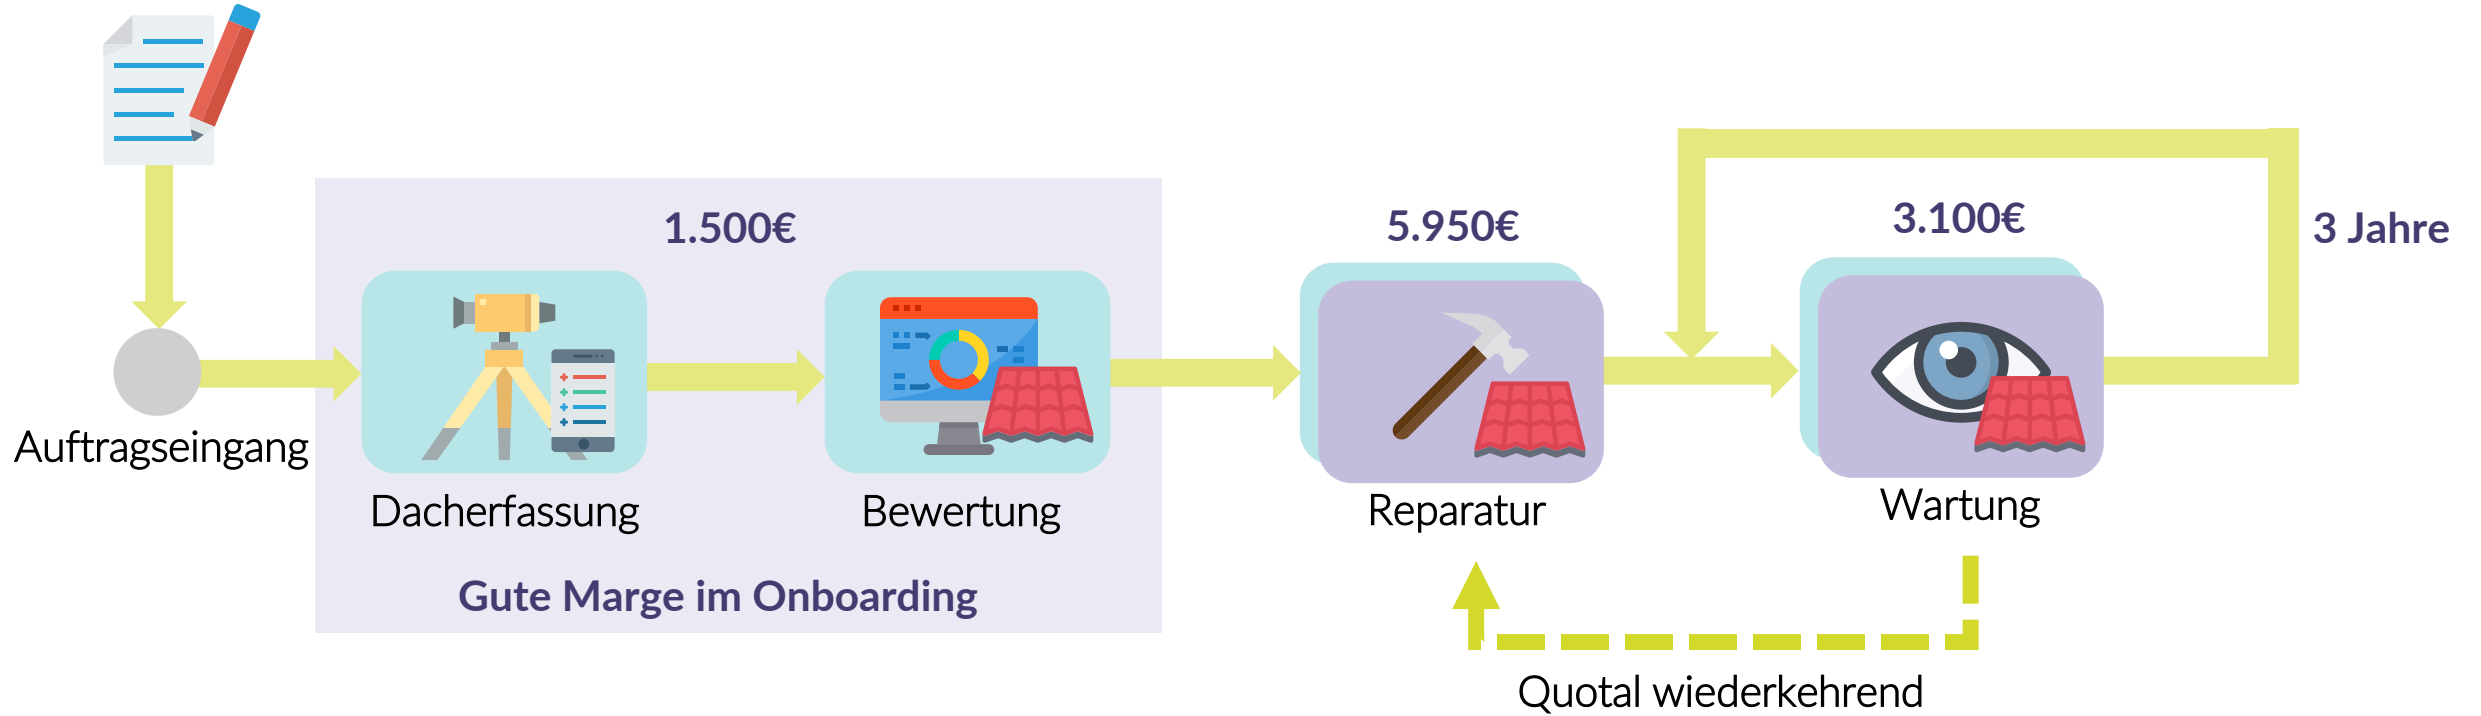 Auftragseingang
1.500€
Dacherfassung
Bewertung
Gute Marge im Onboarding
5.950€
Reparatur
3.100€
Wartung
3 Jahre
Quotal wiederkehrend